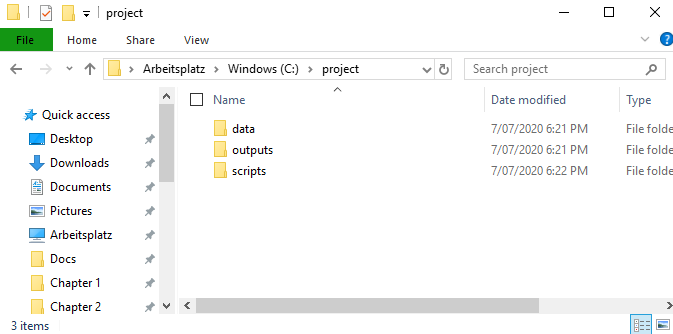 project
File Home Share View
Arbeitsplatz Windows (C:) project Search project
Quick access
Desktop
Downloads
Documents
Pictures
Arbeitsplatz
Docs
Chapter 1
Chapter 2
Name Date modified Type
data 7/07/2020 6:21 PM File folde
outputs 7/07/2020 6:21 PM File folde
scripts 7/07/2020 6:22 PM File folde
3 items